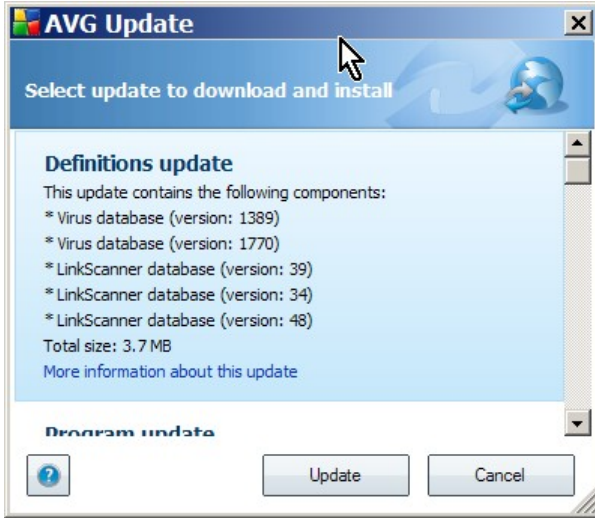 AVG Update
Select update to download and install
Definitions update
This update contains the following components:
* Virus database (version: 1389)
* Virus database (version: 1770)
* LinkScanner database (version: 39)
* LinkScanner database (version: 34)
* LinkScanner database (version: 48)
Total size: 3.7 MB
More information about this update
Program update
?
Update
Cancel